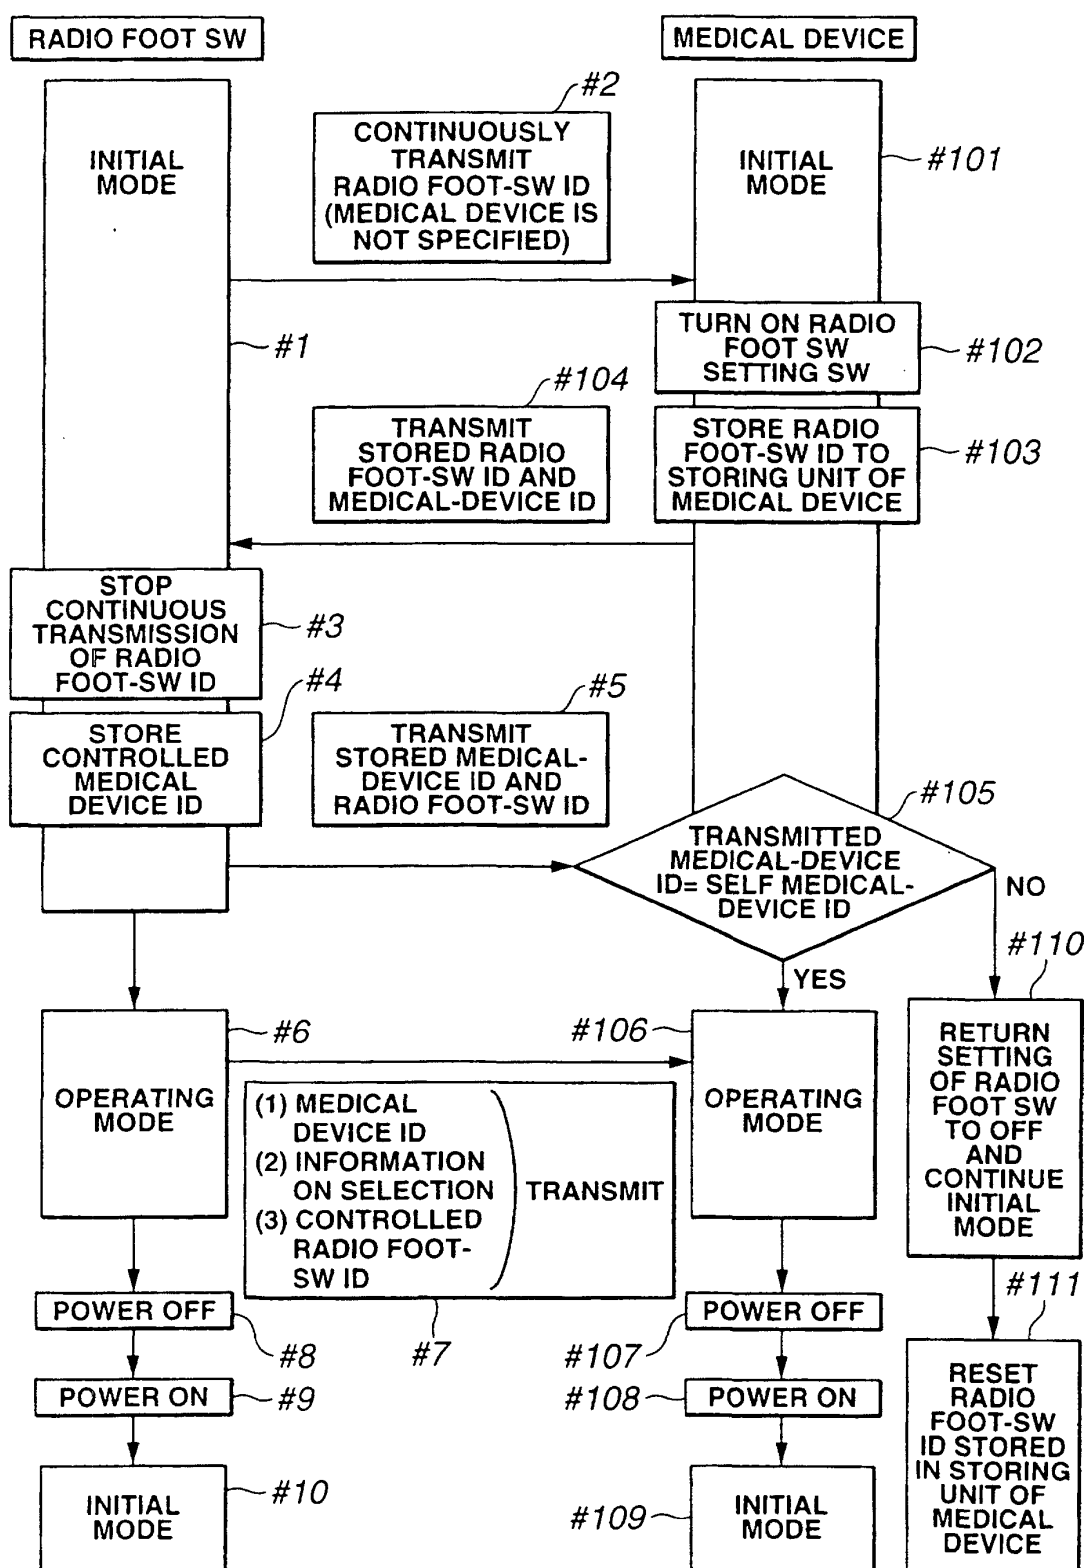 RADIO FOOT SW
MEDICAL DEVICE
#2
CONTINUOUSLY
TRANSMIT
RADIO FOOT-SW ID
(MEDICAL DEVICE IS
NOT SPECIFIED)
INITIAL
MODE
INITIAL
MODE
#101
#1
TURN ON RADIO
FOOT SW
SETTING SW
#102
#104
TRANSMIT
STORED RADIO
FOOT-SW ID AND
MEDICAL-DEVICE ID
STORE RADIO
FOOT-SW ID TO
STORING UNIT OF
MEDICAL DEVICE
#103
STOP
CONTINUOUS
TRANSMISSION
OF RADIO
FOOT-SW ID
#3
#4
STORE
CONTROLLED
MEDICAL
DEVICE ID
#5
TRANSMIT
STORED MEDICAL-
DEVICE ID AND
RADIO FOOT-SW ID
#105
TRANSMITTED
MEDICAL-DEVICE
ID= SELF MEDICAL-
DEVICE ID
NO
YES
#110
#6
#106
OPERATING
MODE
(1) MEDICAL
DEVICE ID
(2) INFORMATION
ON SELECTION
(3) CONTROLLED
RADIO FOOT-
SW ID
TRANSMIT
OPERATING
MODE
RETURN
SETTING
OF RADIO
FOOT SW
TO OFF
AND
CONTINUE
INITIAL
MODE
#111
POWER OFF
#8
#7
POWER OFF
#107
POWER ON
#9
POWER ON
#108
INITIAL
MODE
#10
INITIAL
MODE
#109
RESET
RADIO
FOOT-SW
ID STORED
IN STORING
UNIT OF
MEDICAL
DEVICE